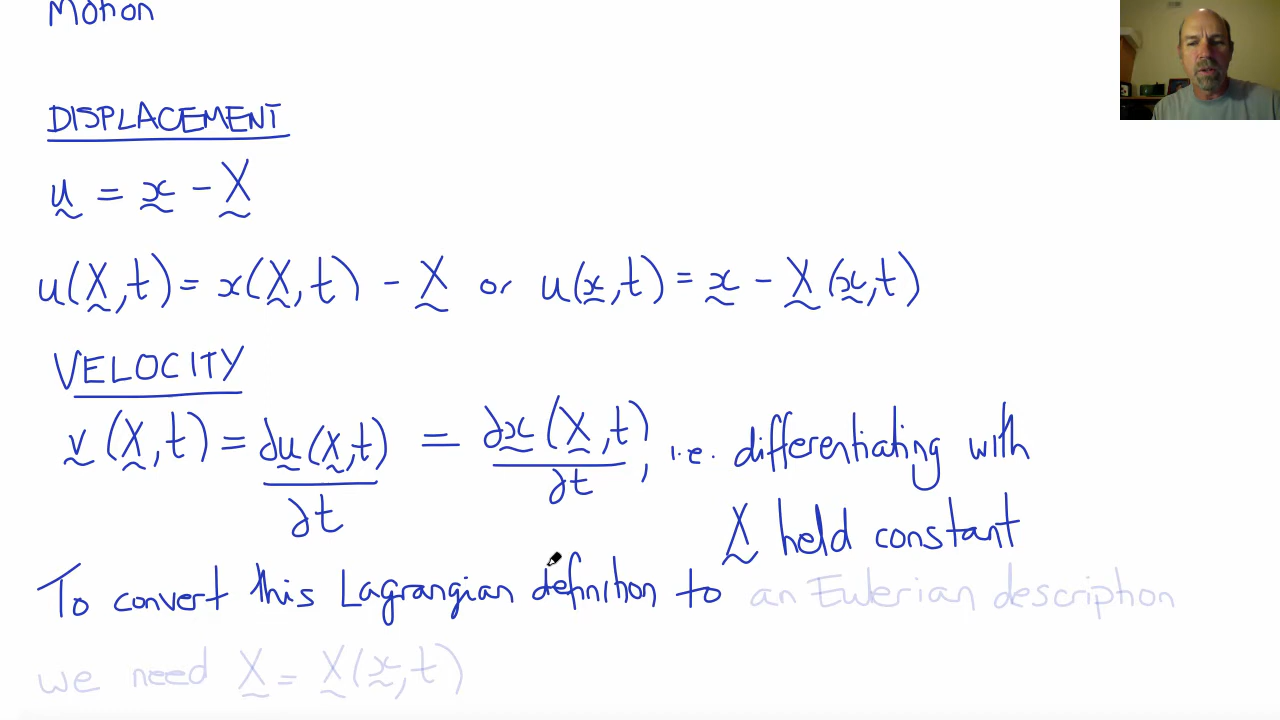 Motion
DISPLACEMENT
u = x - X
u(X,t) = x(X,t) - X or u(x,t) = x - X(x,t)
VELOCITY
v(X,t) = ∂u(X,t)/∂t = ∂x(X,t)/∂t, i.e. differentiating with
X held constant
To convert this Lagrangian definition to an Eulerian description
we need X = X(x,t)